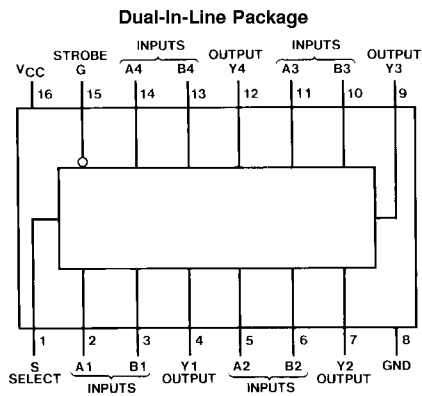 Dual-In-Line Package
STROBE INPUTS OUTPUT INPUTS OUTPUT
VCC G A4 B4 Y4 A3 B3 Y3
16 15 14 13 12 11 10 9
1 2 3 4 5 6 7 8
S A1 B1 Y1 A2 B2 Y2 GND
SELECT INPUTS OUTPUT INPUTS OUTPUT